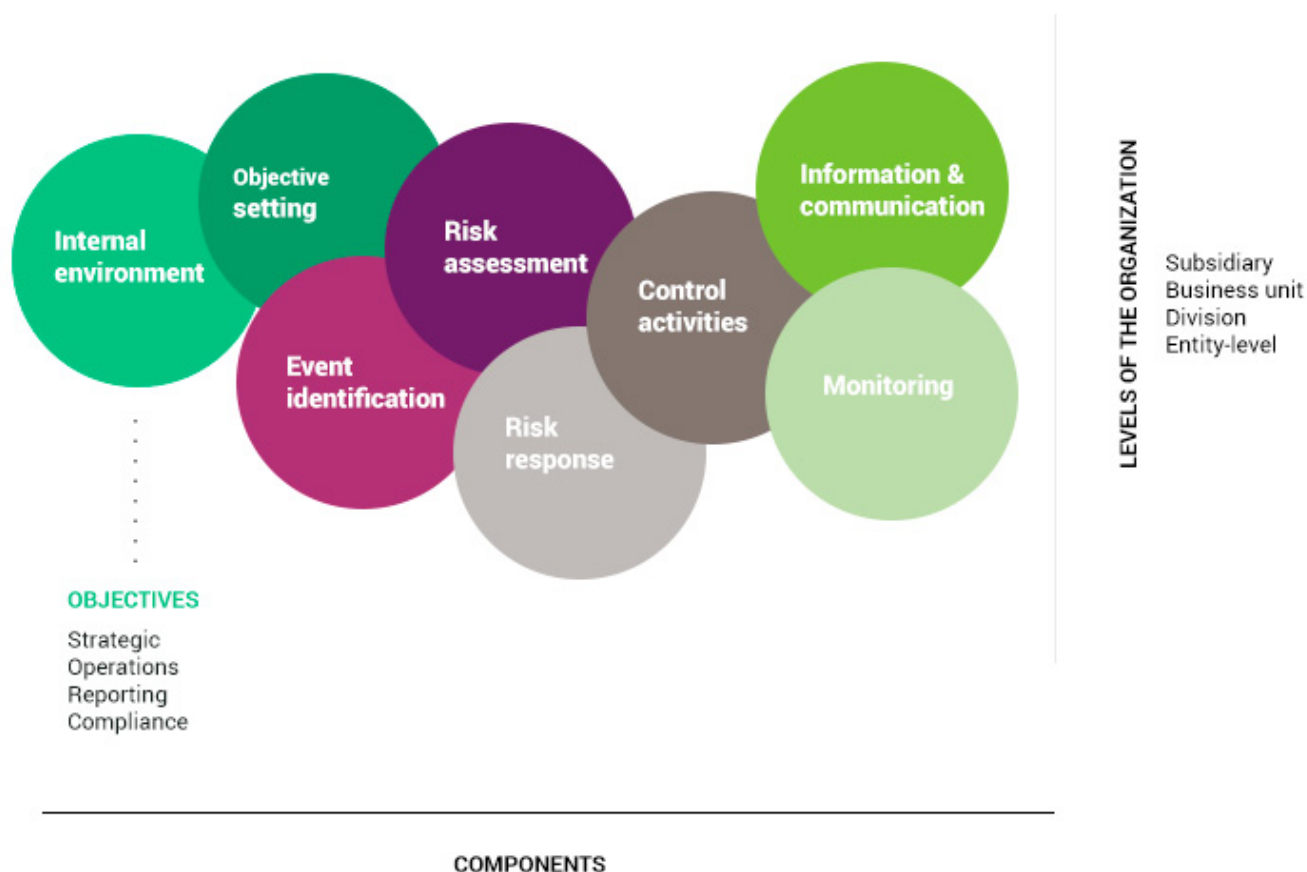 Internal
environment
Objective
setting
Event
identification
Risk
assessment
Risk
response
Control
activities
Information &
communication
Monitoring
OBJECTIVES
Strategic
Operations
Reporting
Compliance
COMPONENTS
LEVELS OF THE ORGANIZATION
Subsidiary
Business unit
Division
Entity-level